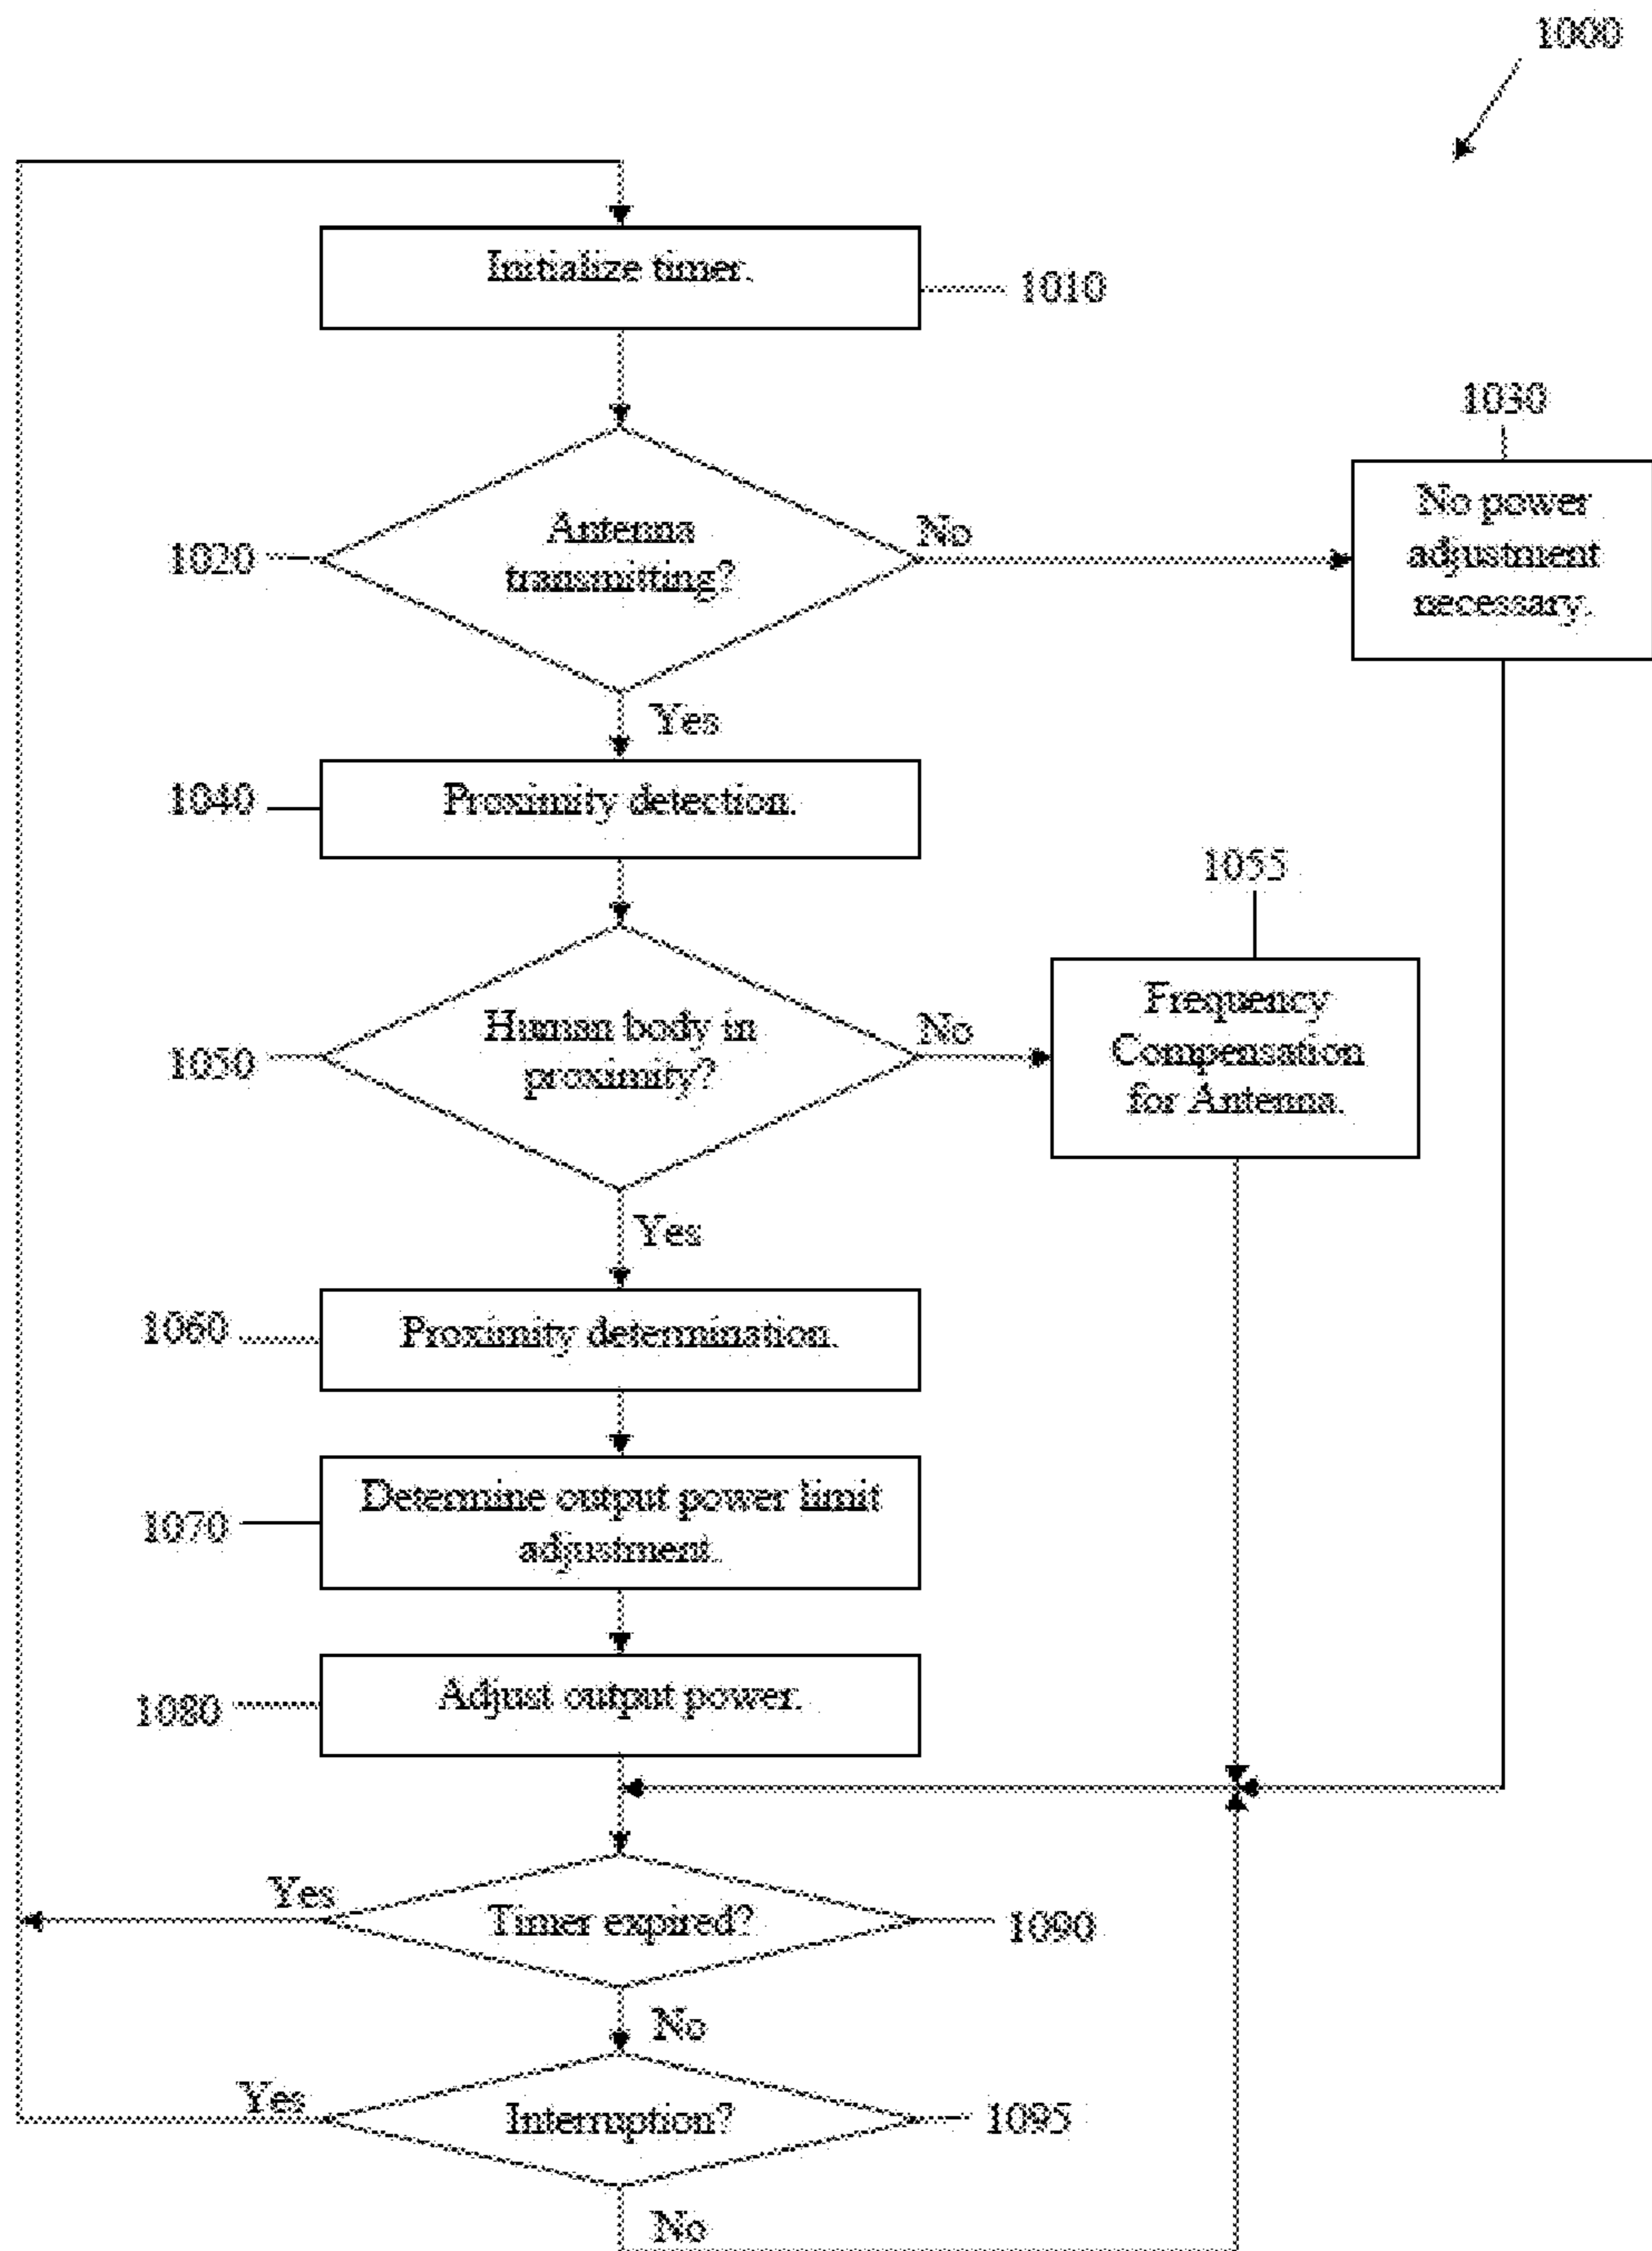 1000
Initialize timer.
1010
1030
No power
adjustment
necessary.
Antenna
transmitting?
1020
No
Yes
1040
Proximity detection.
1055
Frequency
Compensation
for Antenna.
Human body in
proximity?
1050
No
Yes
1060
Proximity determination.
1070
Determine output power limit
adjustment.
1080
Adjust output power.
Yes
Timer expired?
1090
No
Yes
Interruption?
1095
No